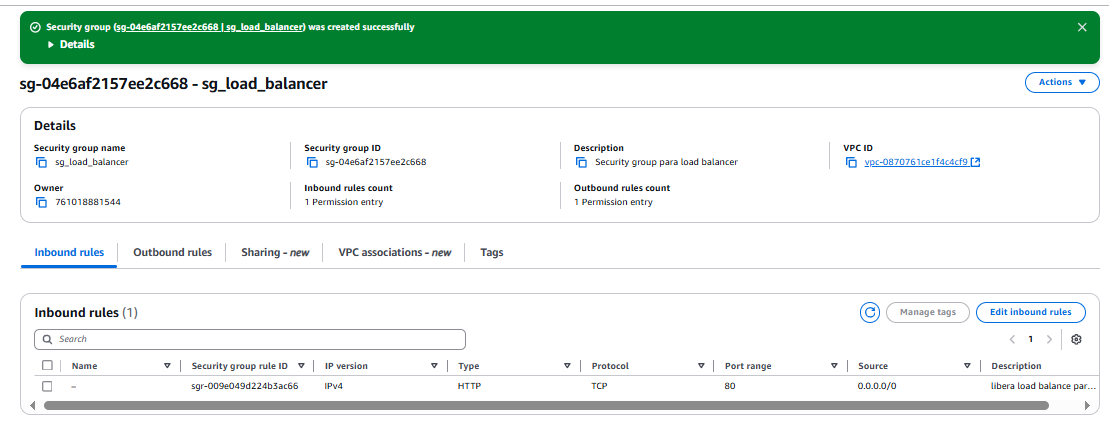 Security group (sg-04e6af2157ee2c668 | sg_load_balancer) was created successfully
Details
sg-04e6af2157ee2c668 - sg_load_balancer
Actions
Details
Security group name
sg_load_balancer
Security group ID
sg-04e6af2157ee2c668
Description
Security group para load balancer
VPC ID
vpc-0870761ce1f4c4cf9
Owner
761018881544
Inbound rules count
1 Permission entry
Outbound rules count
1 Permission entry
Inbound rules
Outbound rules
Sharing - new
VPC associations - new
Tags
Inbound rules (1)
Manage tags
Edit inbound rules
Search
1
Name Security group rule ID IP version Type Protocol Port range Source Description
– sgr-009e049d224b3ac66 IPv4 HTTP TCP 80 0.0.0.0/0 libera load balance par...